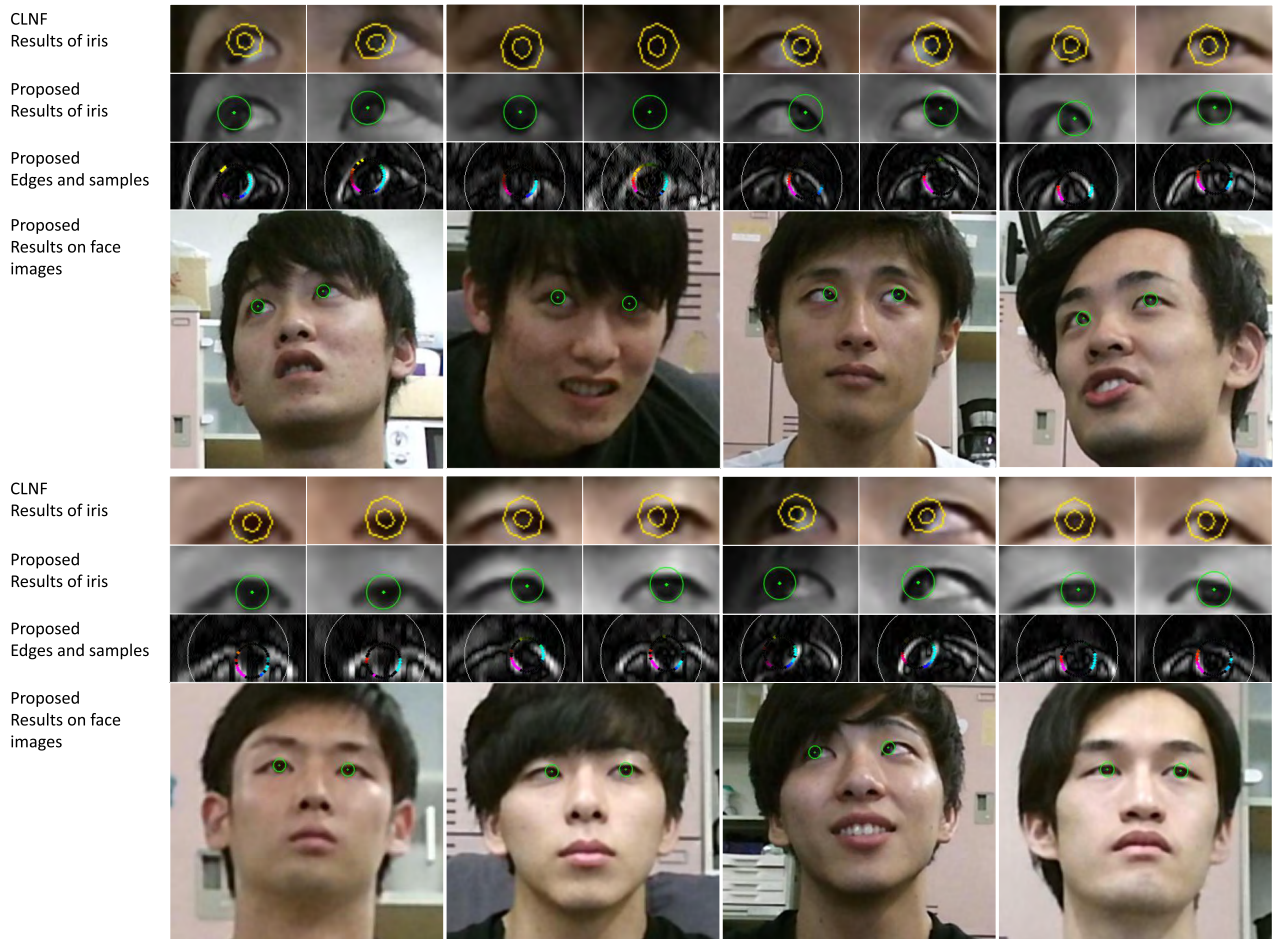 CLNF
Results of iris
Proposed
Results of iris
Proposed
Edges and samples
Proposed
Results on face
images
CLNF
Results of iris
Proposed
Results of iris
Proposed
Edges and samples
Proposed
Results on face
images